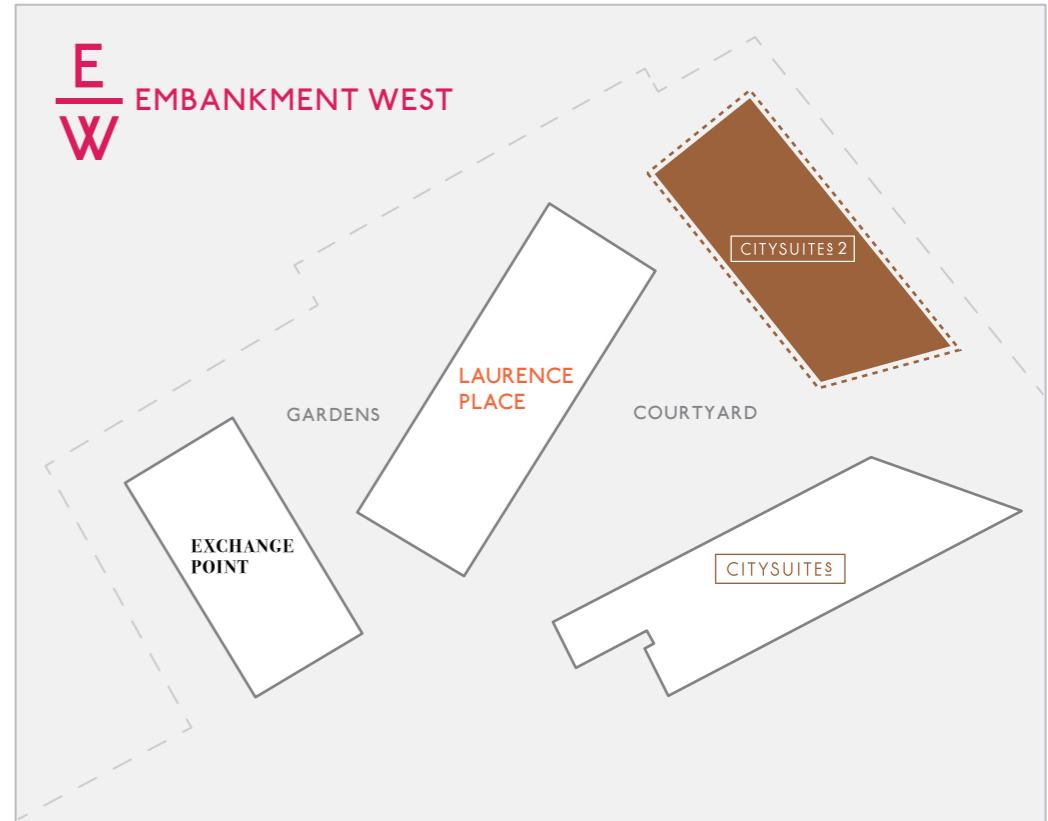 E
W
EMBANKMENT WEST
CITYSUITES 2
LAURENCE
PLACE
GARDENS
COURTYARD
EXCHANGE
POINT
CITYSUITES